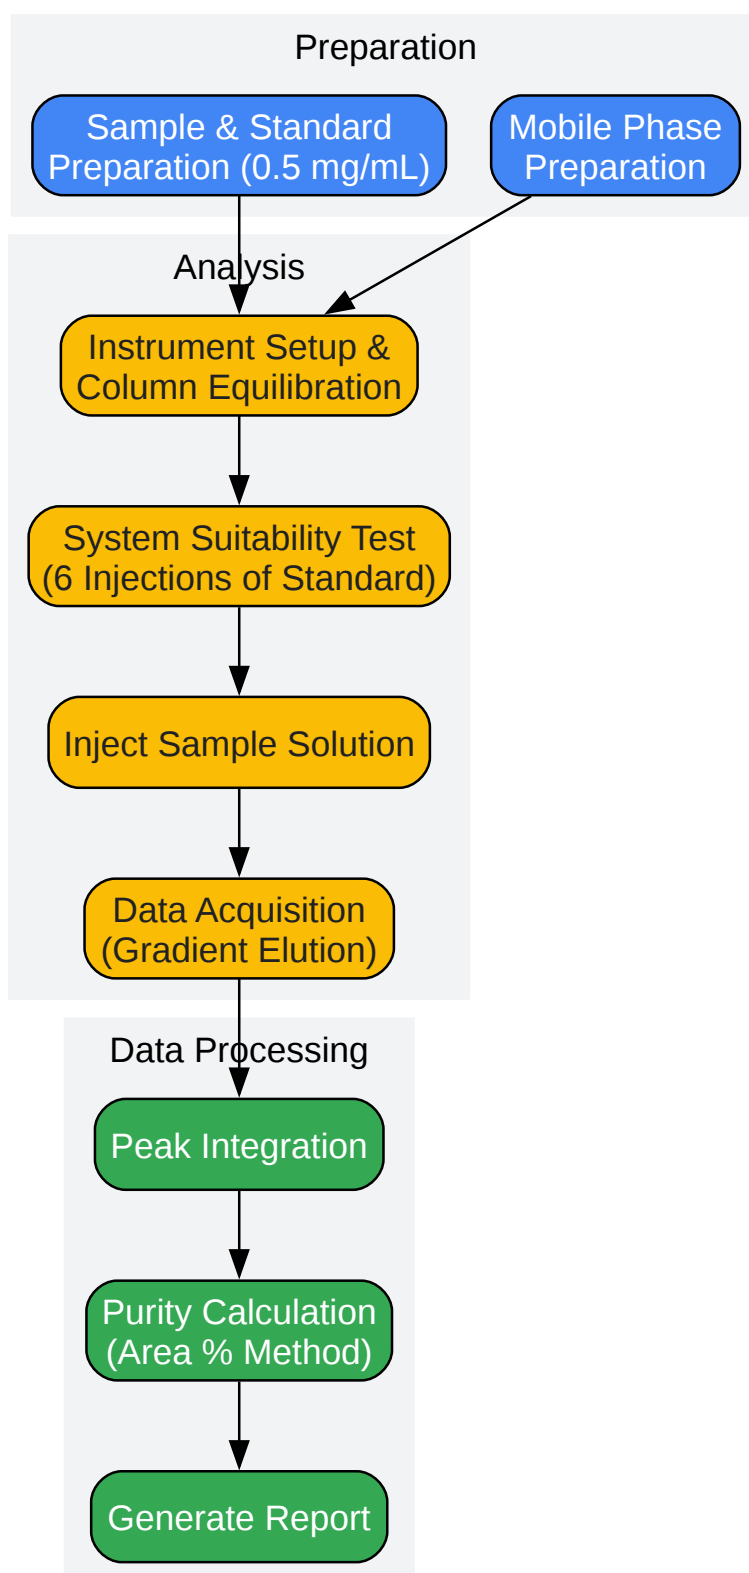 Preparation
Sample & Standard
Preparation (0.5 mg/mL)
Mobile Phase
Preparation
Analysis
Instrument Setup &
Column Equilibration
System Suitability Test
(6 Injections of Standard)
Inject Sample Solution
Data Acquisition
(Gradient Elution)
Data Processing
Peak Integration
Purity Calculation
(Area % Method)
Generate Report